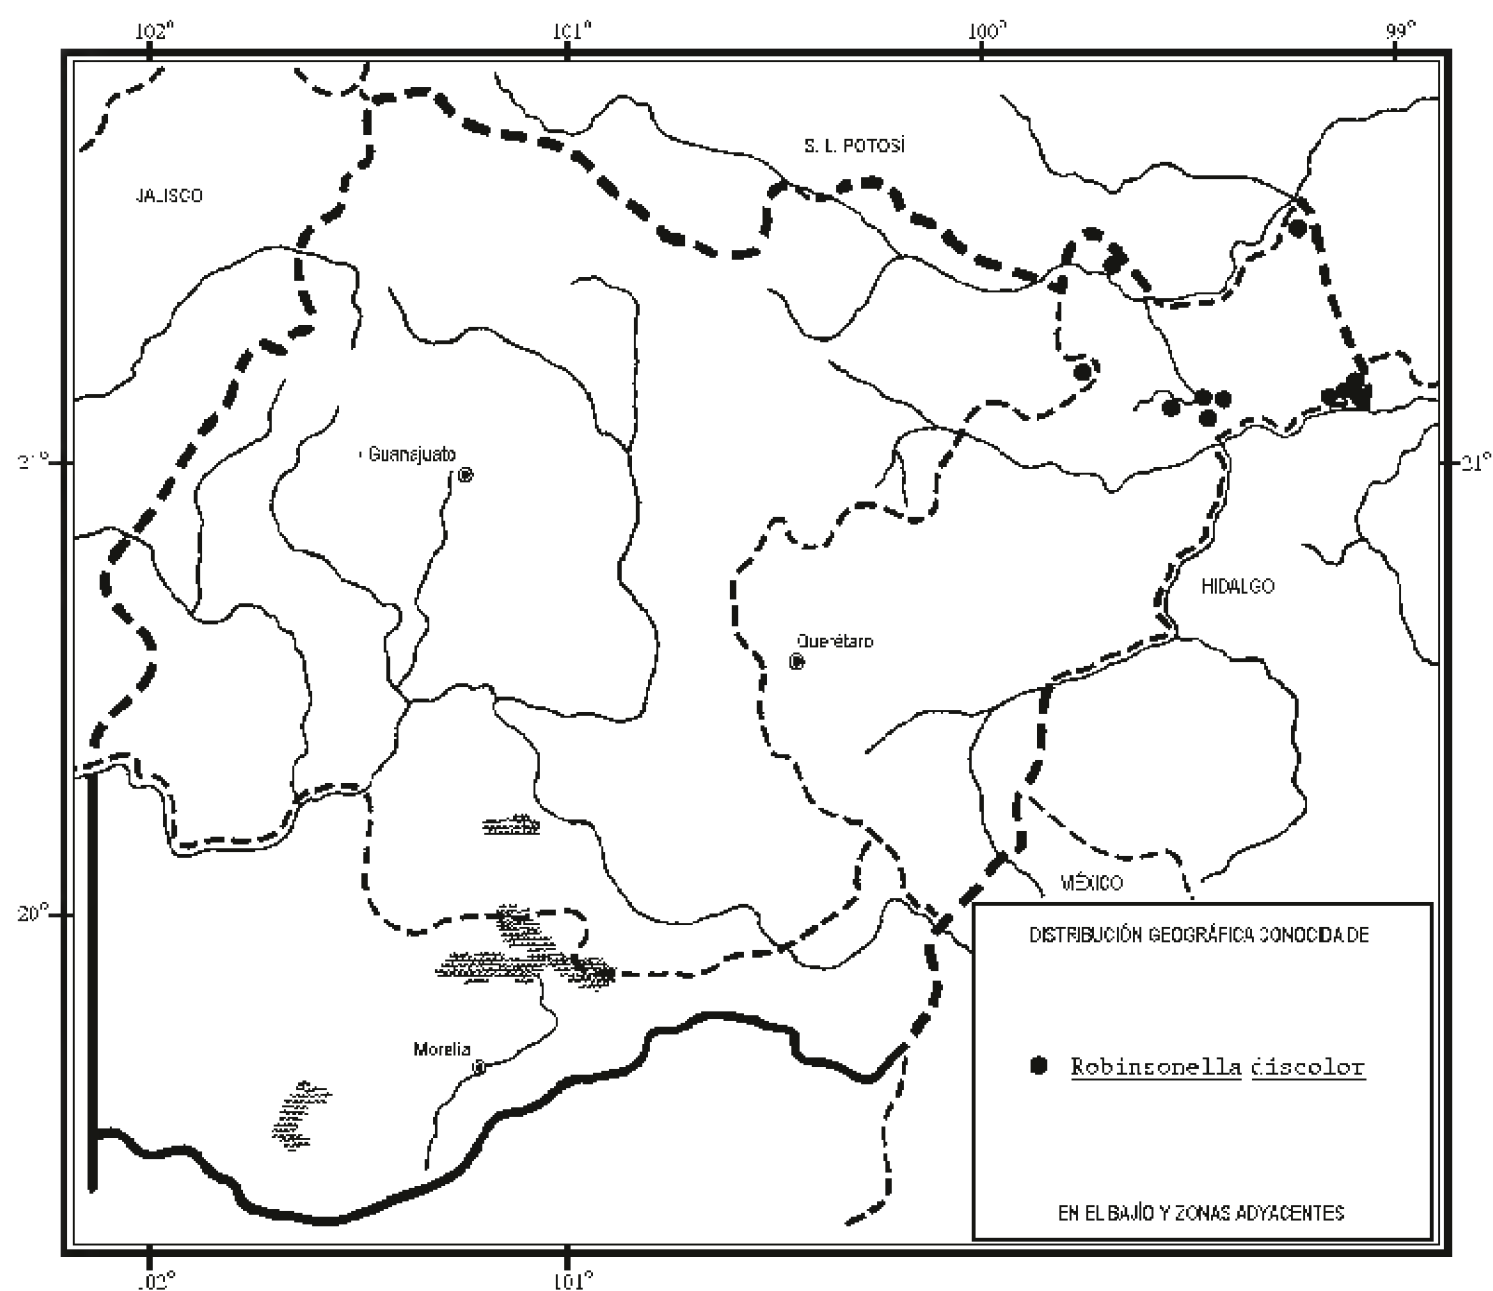 102° 101° 100° 99°
S. L. POTOSÍ
JALISCO
Guanajuato
21° 21°
HIDALGO
Querétaro
MÉXICO
20°
DISTRIBUCIÓN GEOGRÁFICA CONOCIDA DE
Morelia
Robinsonella discolor
EN EL BAJÍO Y ZONAS ADYACENTES
102° 101°